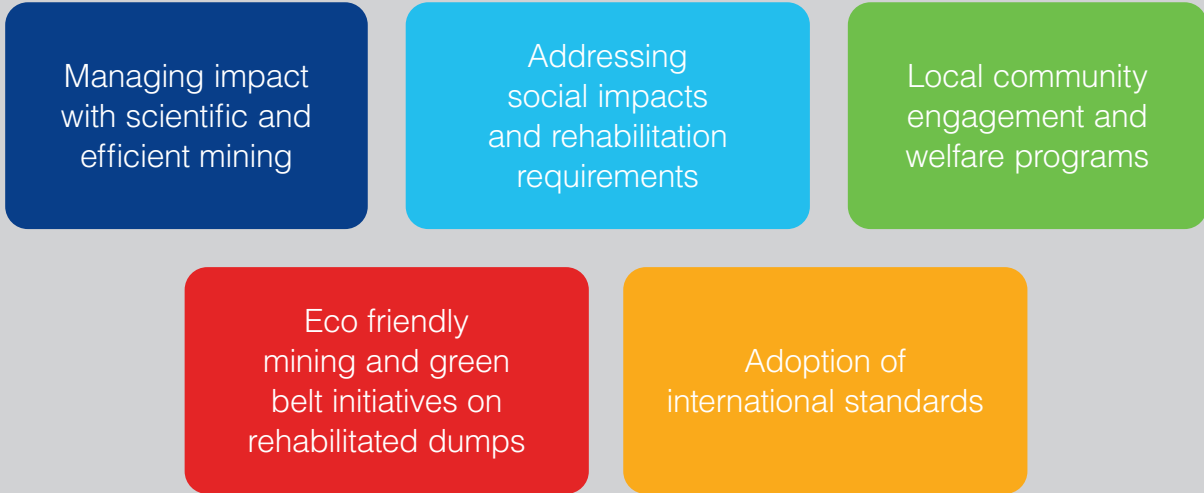 Managing impact
with scientific and
efficient mining
Addressing
social impacts
and rehabilitation
requirements
Local community
engagement and
welfare programs
Eco friendly
mining and green
belt initiatives on
rehabilitated dumps
Adoption of
international standards